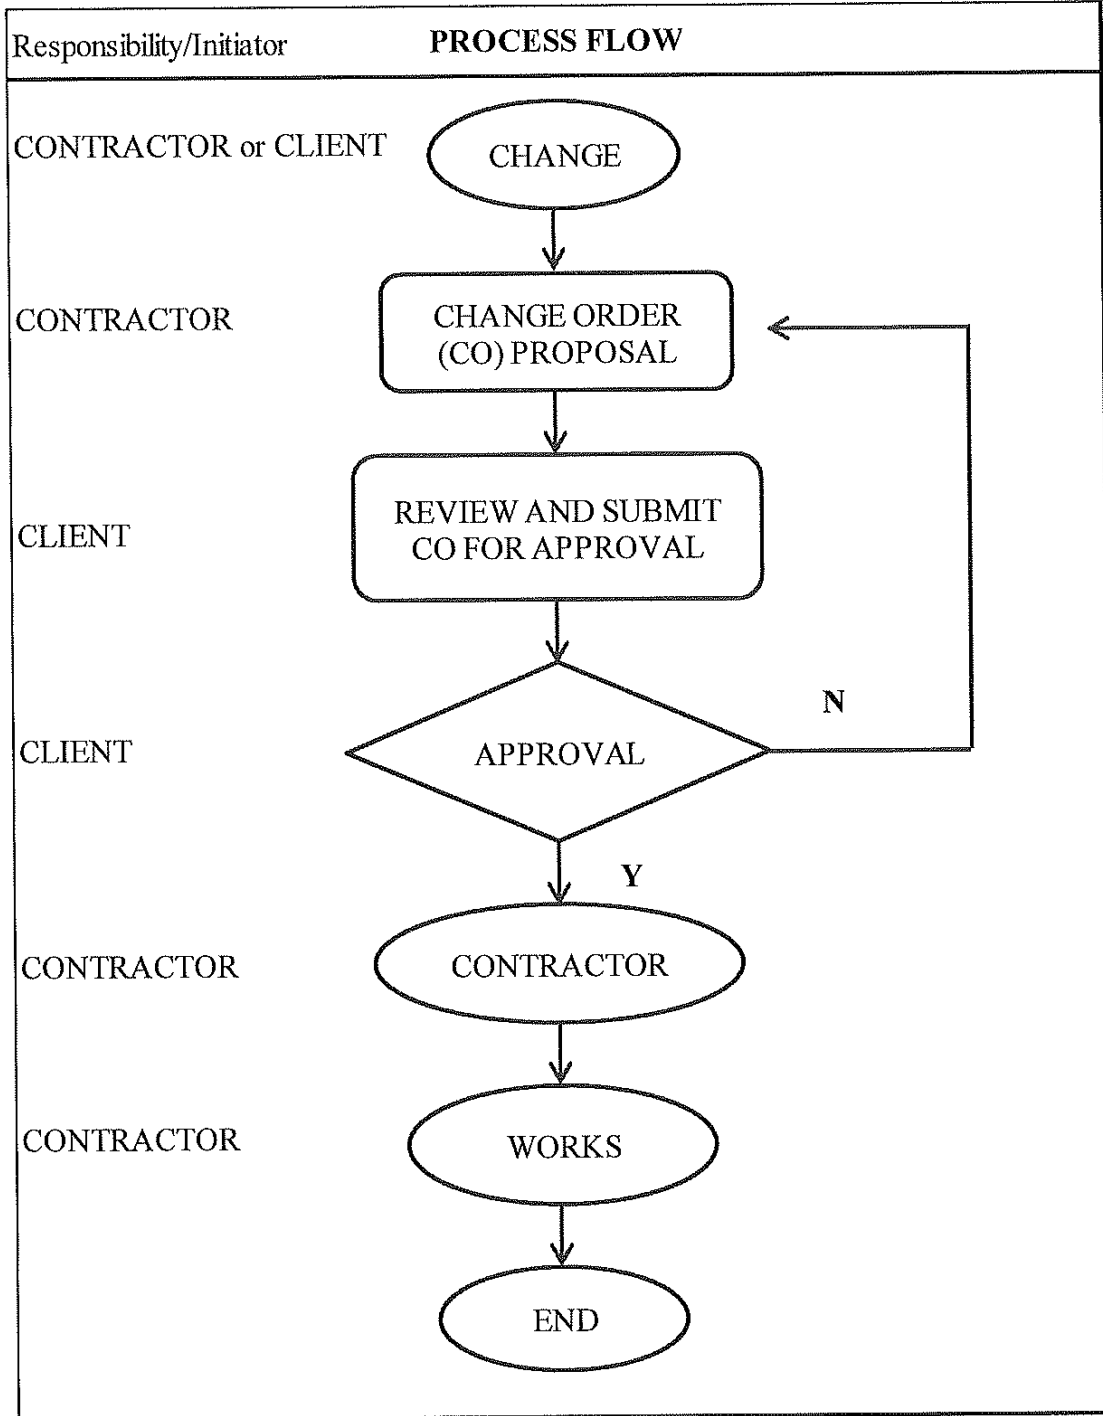 Responsibility/Initiator PROCESS FLOW
CONTRACTOR or CLIENT CHANGE
CONTRACTOR
CHANGE ORDER
(CO) PROPOSAL
CLIENT
REVIEW AND SUBMIT
CO FOR APPROVAL
N
CLIENT APPROVAL
Y
CONTRACTOR CONTRACTOR
CONTRACTOR WORKS
END